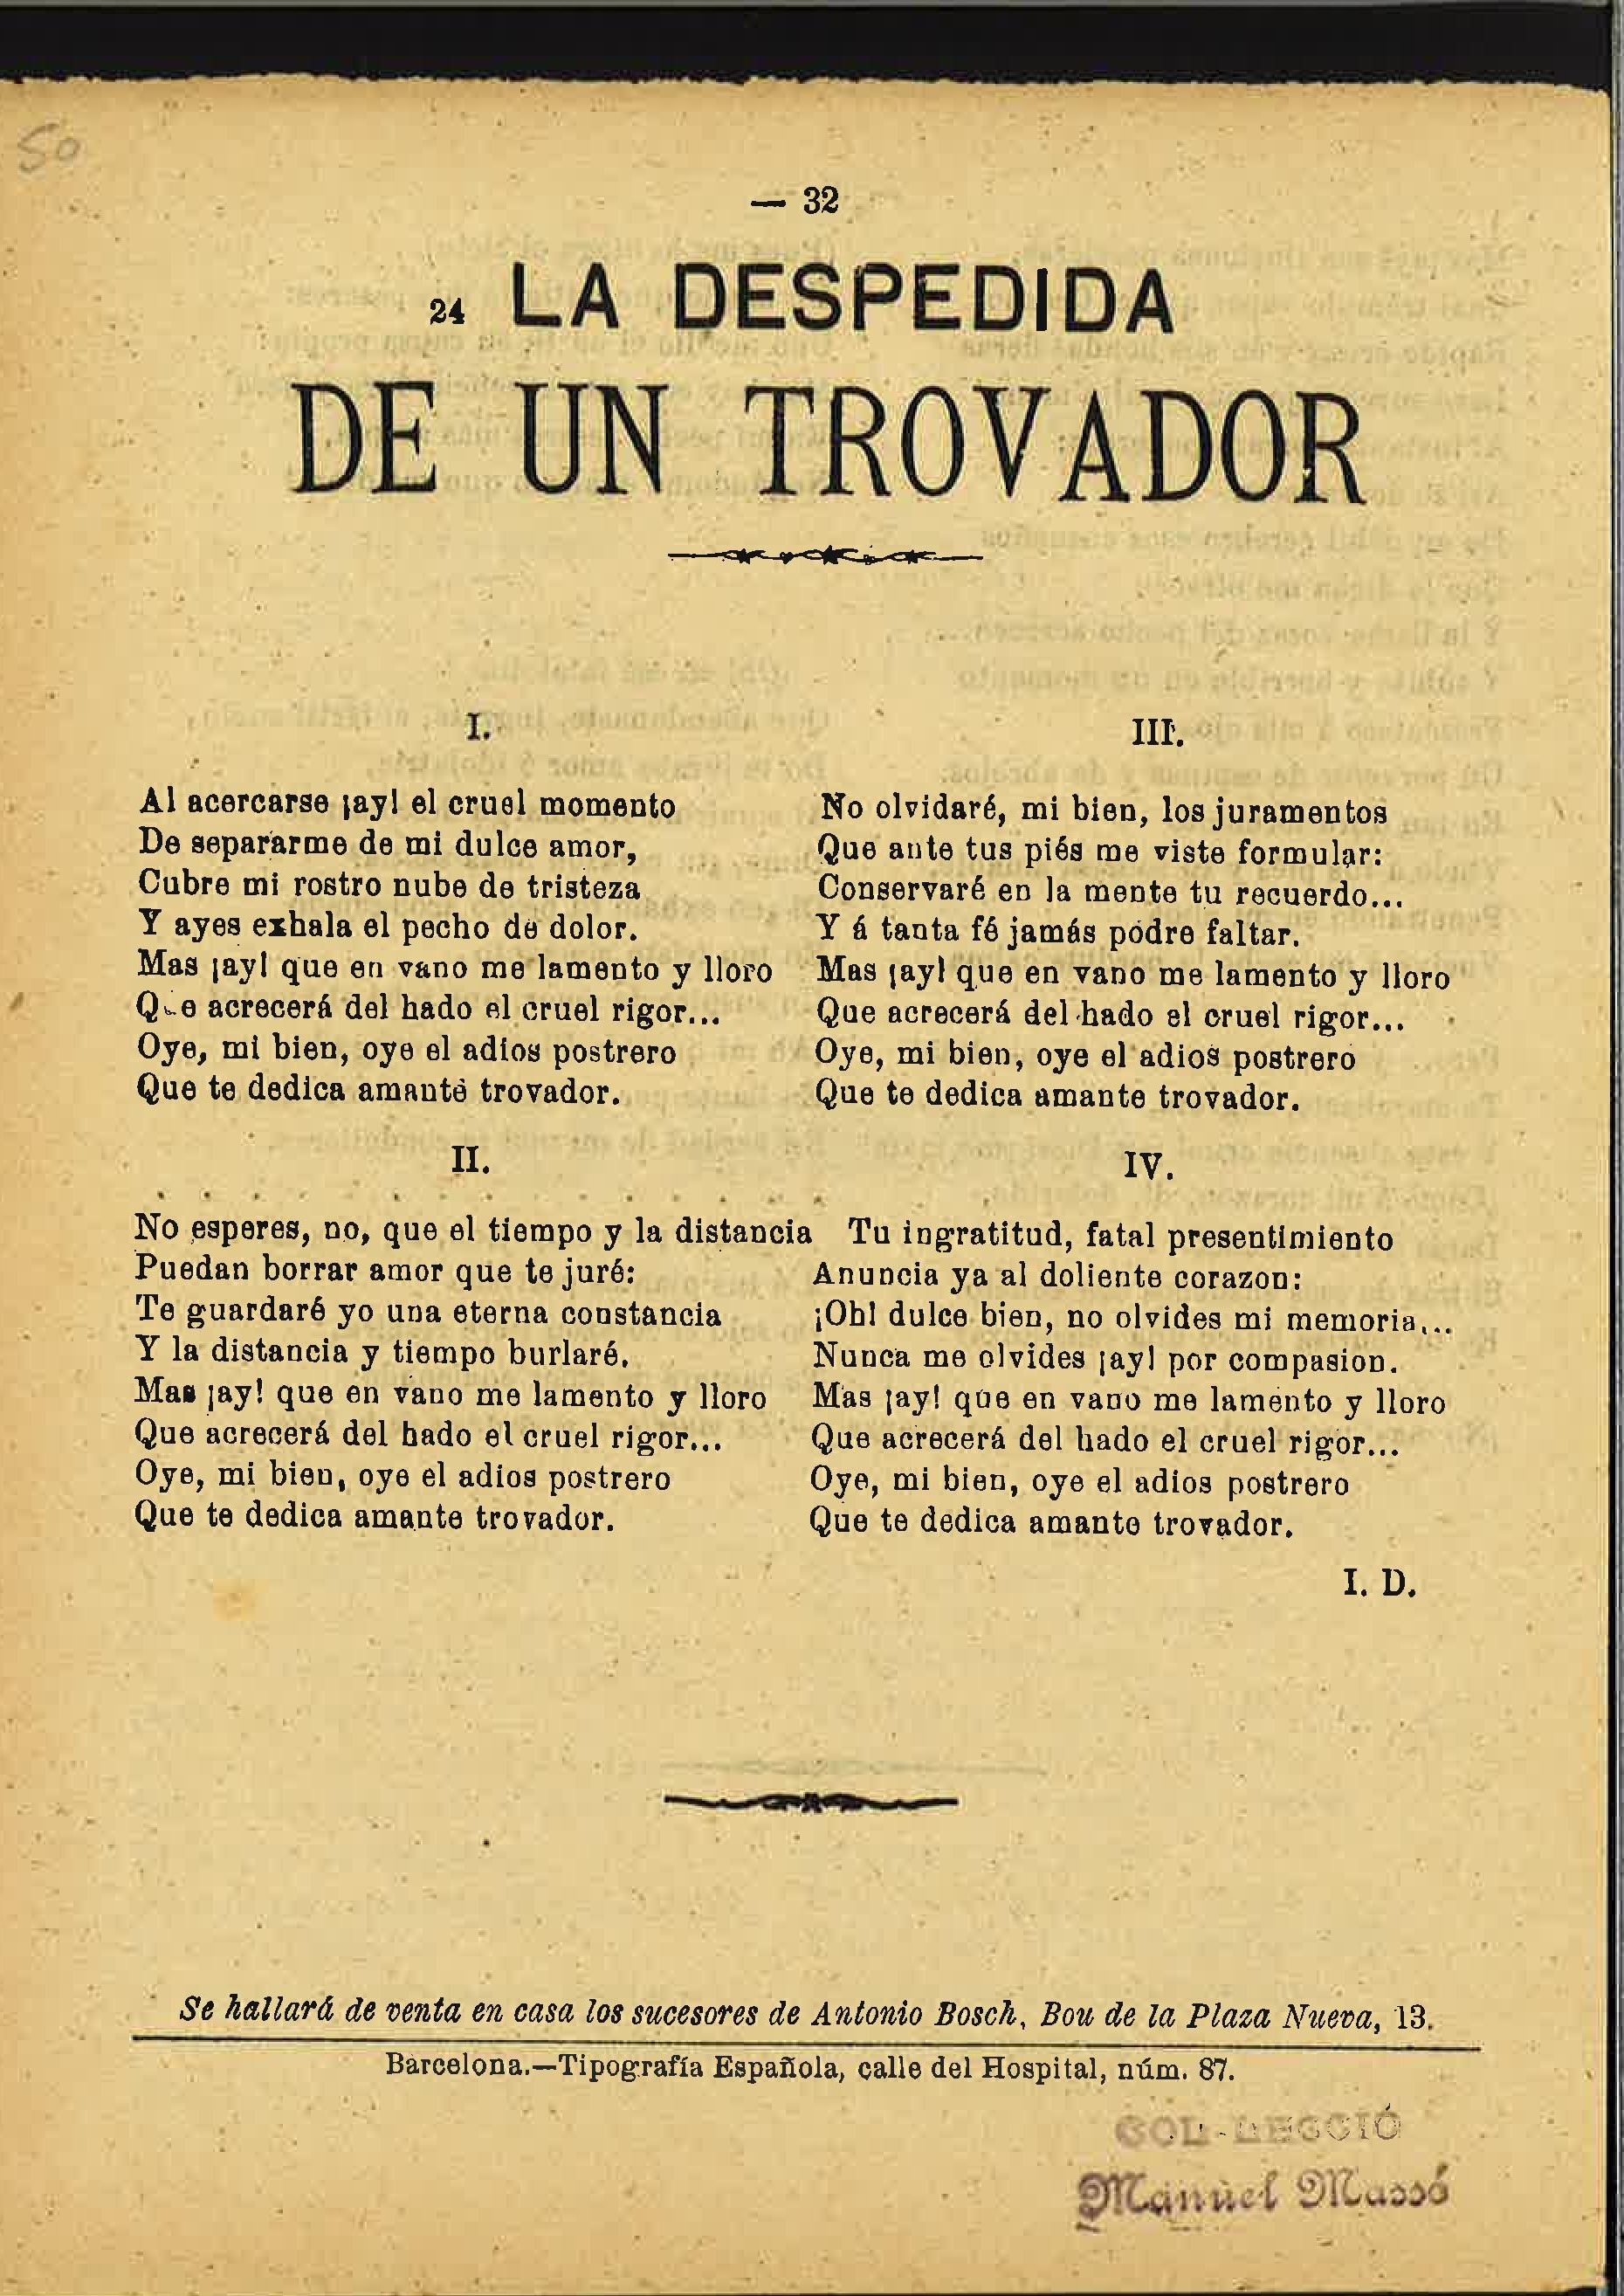 50
— 32
24 LA DESPEDIDA
DE UN TROVADOR
I.
Al acercarse ¡ay! el cruel momento
De separarme de mi dulce amor,
Cubre mi rostro nube de tristeza
Y ayes exhala el pecho de dolor.
Mas ¡ay! que en vano me lamento y lloro
Que acrecerá del hado el cruel rigor...
Oye, mi bien, oye el adios postrero
Que te dedica amante trovador.
II.
No esperes, no, que el tiempo y la distancia
Puedan borrar amor que te juré:
Te guardaré yo una eterna constancia
Y la distancia y tiempo burlaré.
Mas ¡ay! que en vano me lamento y lloro
Que acrecerá del hado el cruel rigor...
Oye, mi bien, oye el adios postrero
Que te dedica amante trovador.
III.
No olvidaré, mi bien, los juramentos
Que ante tus piés me viste formular:
Conservaré en la mente tu recuerdo...
Y á tanta fé jamás podre faltar.
Mas ¡ay! que en vano me lamento y lloro
Que acrecerá del hado el cruel rigor...
Oye, mi bien, oye el adios postrero
Que te dedica amante trovador.
IV.
Tu ingratitud, fatal presentimiento
Anuncia ya al doliente corazon:
¡Oh! dulce bien, no olvides mi memoria...
Nunca me olvides ¡ay! por compasion.
Mas ¡ay! que en vano me lamento y lloro
Que acrecerá del hado el cruel rigor...
Oye, mi bien, oye el adios postrero
Que te dedica amante trovador.
I. D.
Se hallará de venta en casa los sucesores de Antonio Bosch, Bou de la Plaza Nueva, 13.
Barcelona.—Tipografía Española, calle del Hospital, núm. 87.
COL·LECCIÓ
Manuel Massó